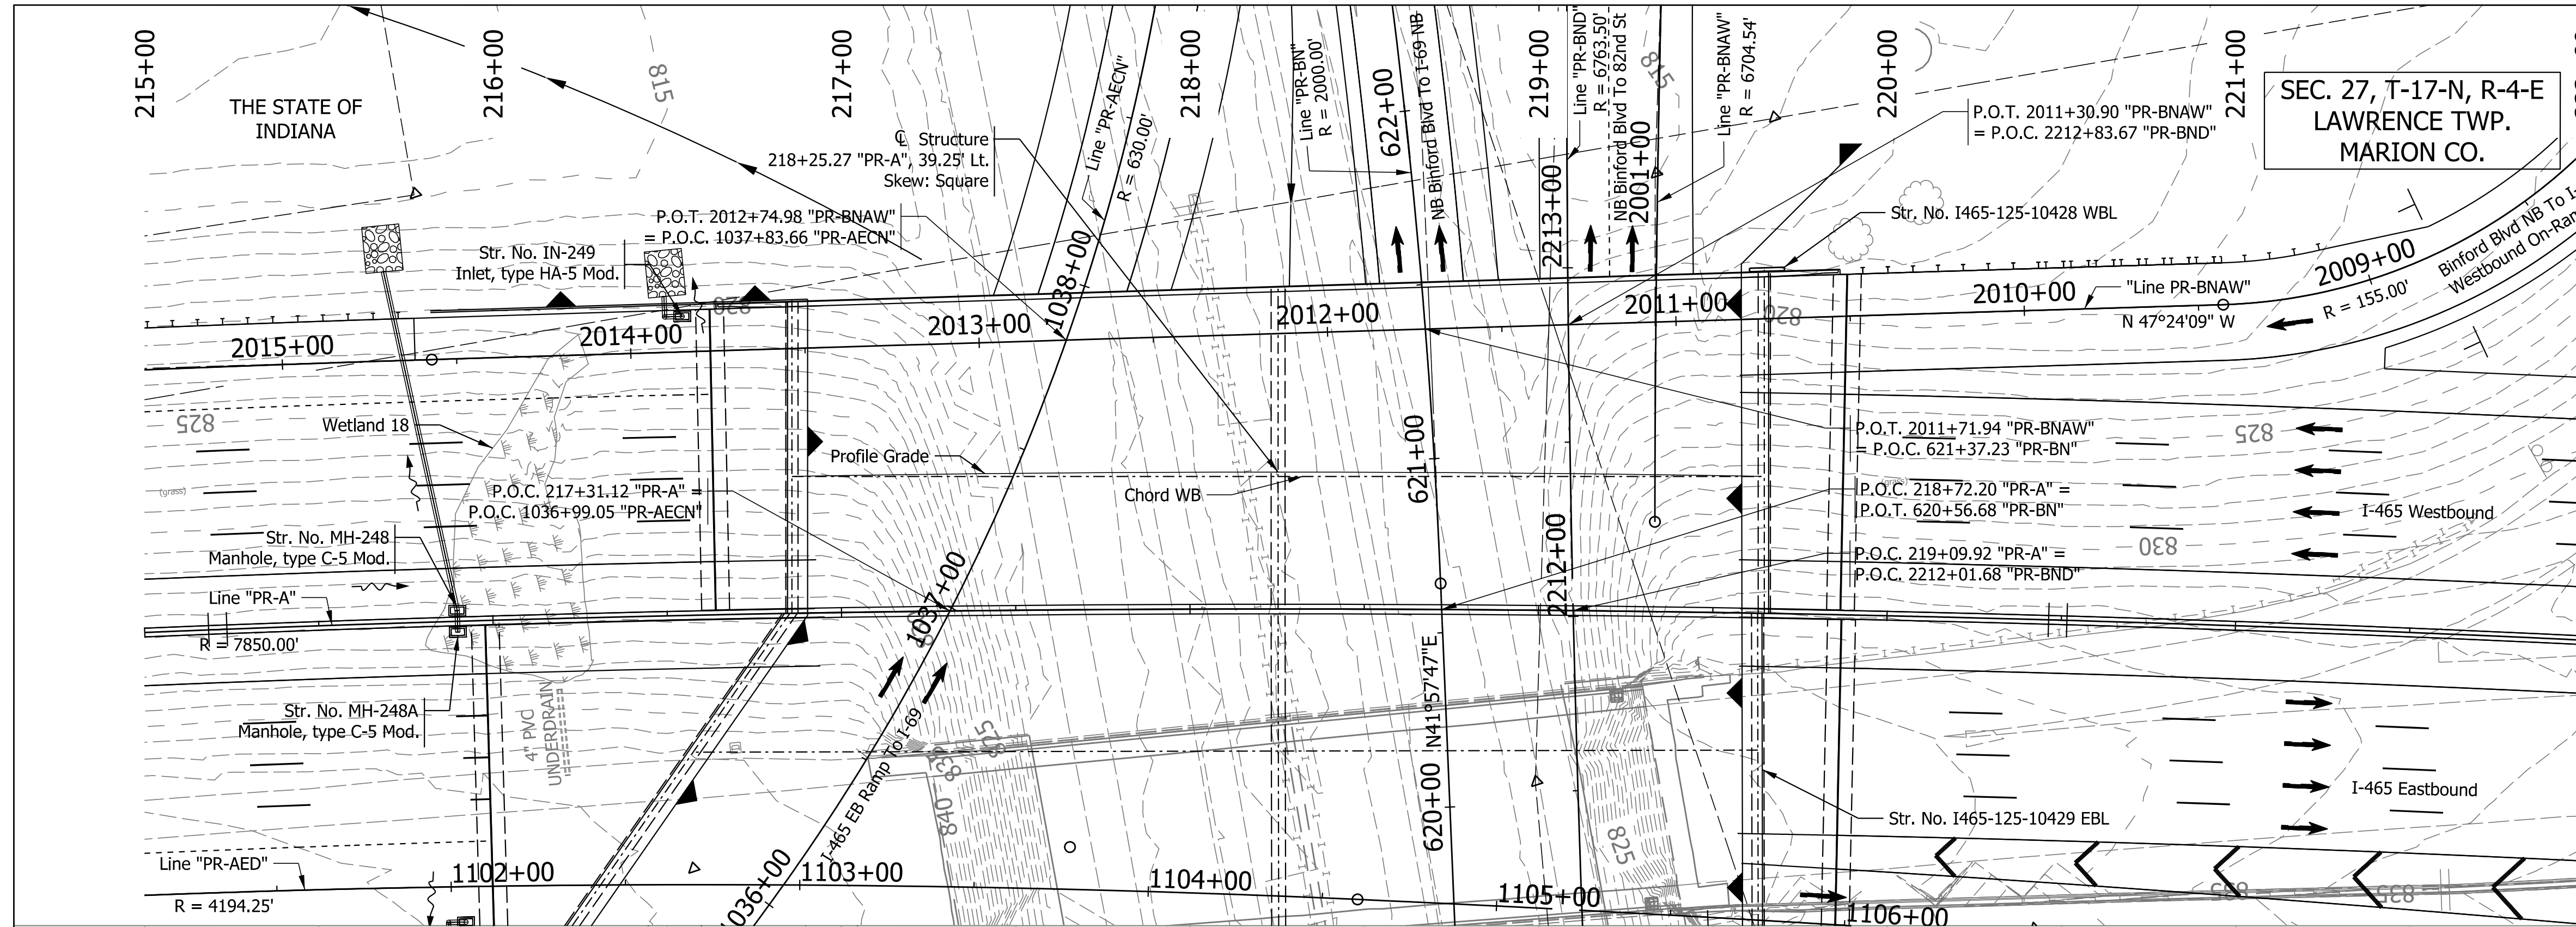 215+00
216+00
217+00
218+00
219+00
220+00
221+00
THE STATE OF
INDIANA
815
Line "PR-AECN"
R = 630.00'
Line "PR-BN"
R = 2000.00'
622+00
NB Binford Blvd To I-69 NB
Line "PR-BND"
R = 6763.50'
NB Binford Blvd To 82nd St
815
Line "PR-BNAW"
R = 6704.54'
2213+00
2001+00
SEC. 27, T-17-N, R-4-E
LAWRENCE TWP.
MARION CO.
P.O.T. 2011+30.90 "PR-BNAW"
= P.O.C. 2212+83.67 "PR-BND"
℄ Structure
218+25.27 "PR-A", 39.25' Lt.
Skew: Square
P.O.T. 2012+74.98 "PR-BNAW"
= P.O.C. 1037+83.66 "PR-AECN"
Str. No. IN-249
Inlet, type HA-5 Mod.
Str. No. I465-125-10428 WBL
Binford Blvd NB To I-
Westbound On-Ram
R = 155.00'
2009+00
2010+00
"Line PR-BNAW"
N 47°24'09" W
820
2011+00
2012+00
2013+00
1038+00
820
2014+00
2015+00
825
Wetland 18
Profile Grade
Chord WB
621+00
P.O.T. 2011+71.94 "PR-BNAW"
= P.O.C. 621+37.23 "PR-BN"
825
(grass)
P.O.C. 217+31.12 "PR-A" =
P.O.C. 1036+99.05 "PR-AECN"
(grass)
P.O.C. 218+72.20 "PR-A" =
P.O.T. 620+56.68 "PR-BN"
I-465 Westbound
Str. No. MH-248
Manhole, type C-5 Mod.
830
P.O.C. 219+09.92 "PR-A" =
P.O.C. 2212+01.68 "PR-BND"
2212+00
1037+00
Line "PR-A"
R = 7850.00'
N41°57'47"E
Str. No. MH-248A
Manhole, type C-5 Mod.
4" PVC
UNDERDRAIN
I-465 EB Ramp To I-69
825
840
620+00
825
I-465 Eastbound
Str. No. I465-125-10429 EBL
Line "PR-AED"
R = 4194.25'
1102+00
1036+00
1103+00
1104+00
1105+00
1106+00
835
835